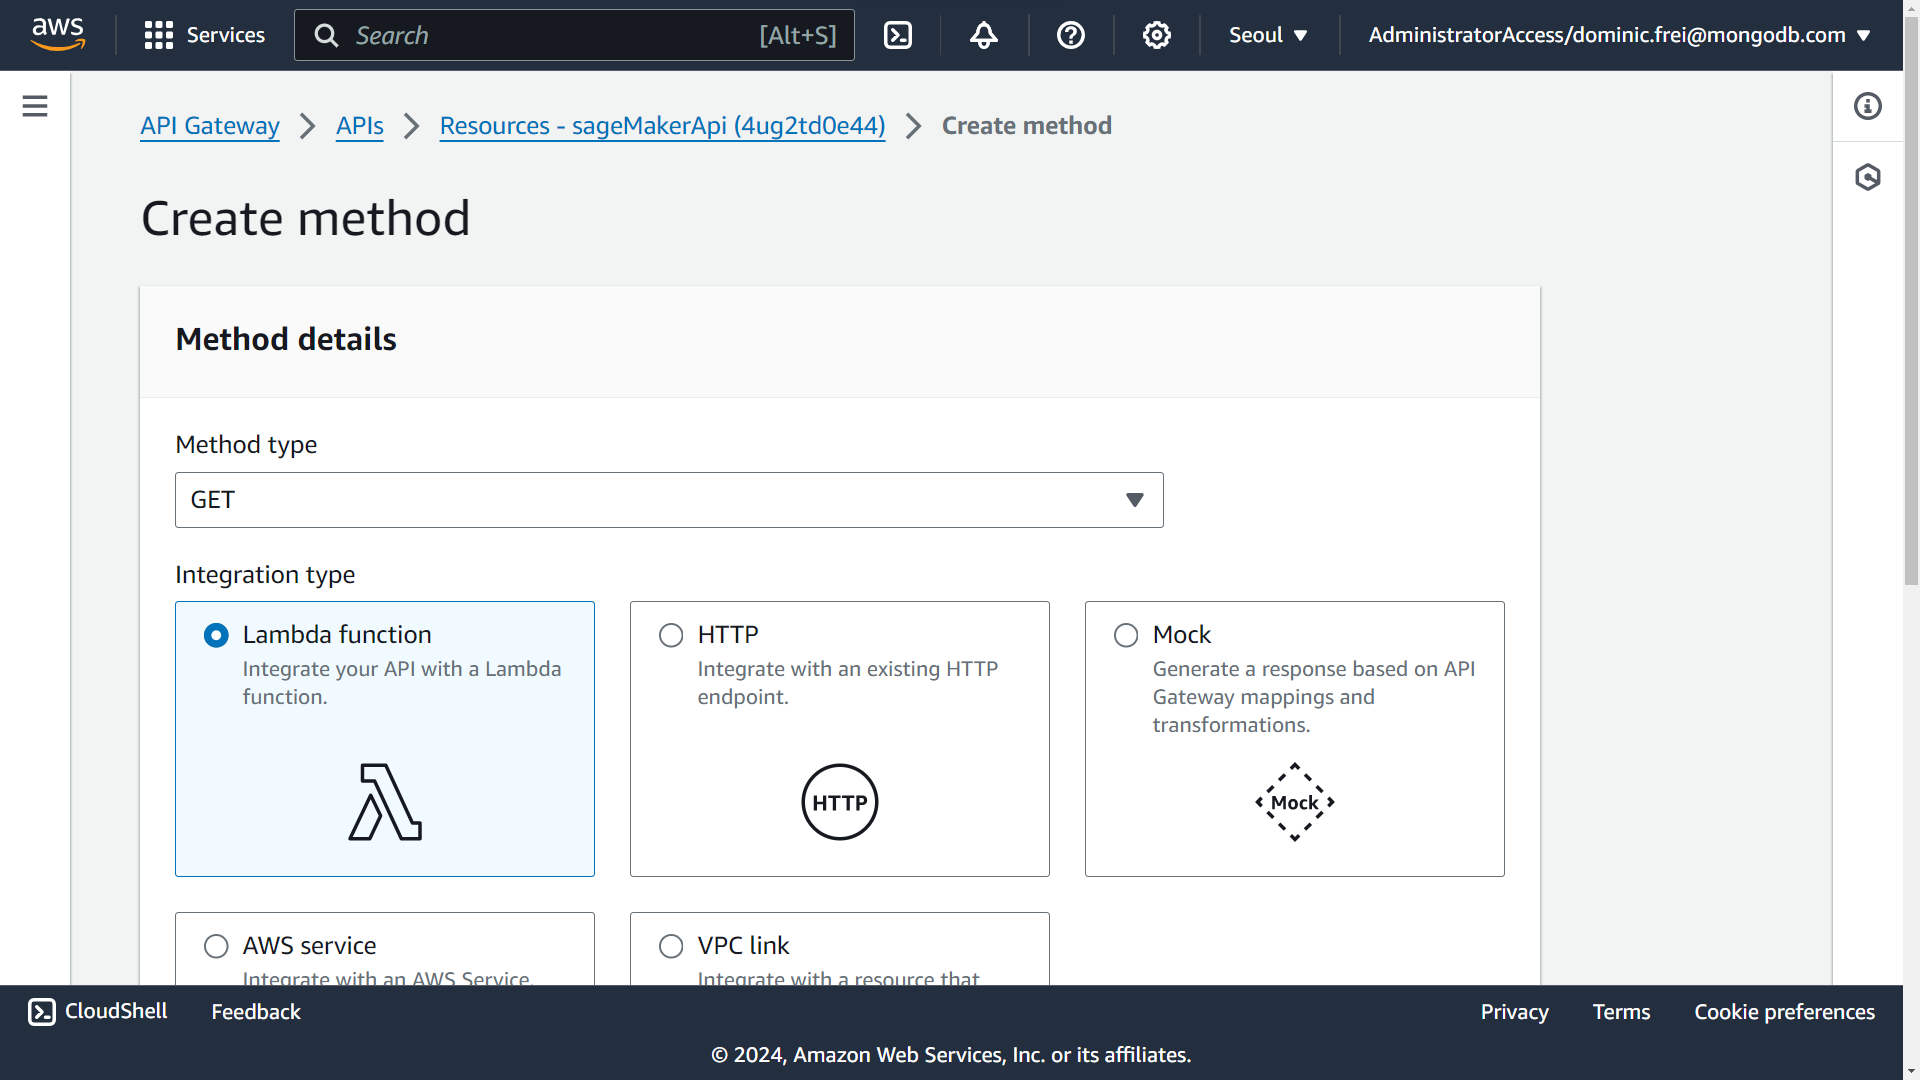 aws Services Search [Alt+S] Seoul AdministratorAccess/dominic.frei@mongodb.com
API Gateway APIs Resources - sageMakerApi (4ug2td0e44) Create method
Create method
Method details
Method type
GET
Integration type
Lambda function
Integrate your API with a Lambda
function.
HTTP
Integrate with an existing HTTP
endpoint.
HTTP
Mock
Generate a response based on API
Gateway mappings and
transformations.
Mock
AWS service
Integrate with an AWS Service.
VPC link
Integrate with a resource that
CloudShell Feedback Privacy Terms Cookie preferences
© 2024, Amazon Web Services, Inc. or its affiliates.